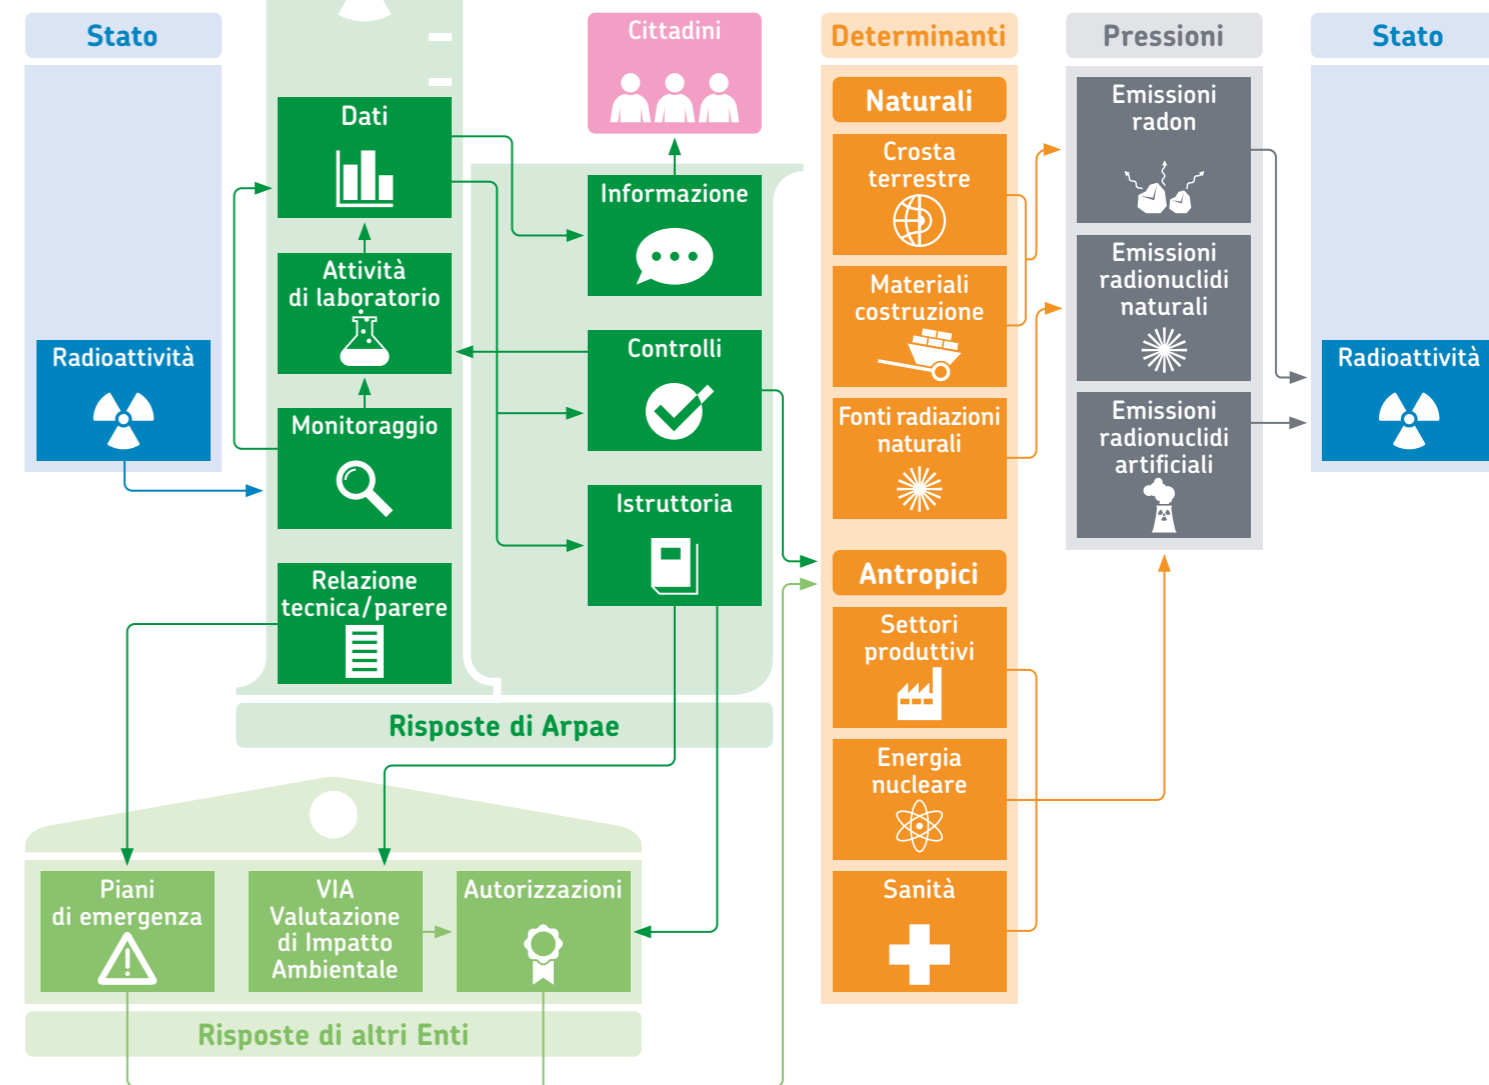 Stato
Radioattività
Dati
Attività
di laboratorio
Monitoraggio
Relazione
tecnica/parere
Cittadini
Informazione
Controlli
Istruttoria
Risposte di Arpae
Piani
di emergenza
VIA
Valutazione
di Impatto
Ambientale
Autorizzazioni
Risposte di altri Enti
Determinanti
Naturali
Crosta
terrestre
Materiali
costruzione
Fonti radiazioni
naturali
Antropici
Settori
produttivi
Energia
nucleare
Sanità
Pressioni
Emissioni
radon
Emissioni
radionuclidi
naturali
Emissioni
radionuclidi
artificiali
Stato
Radioattività